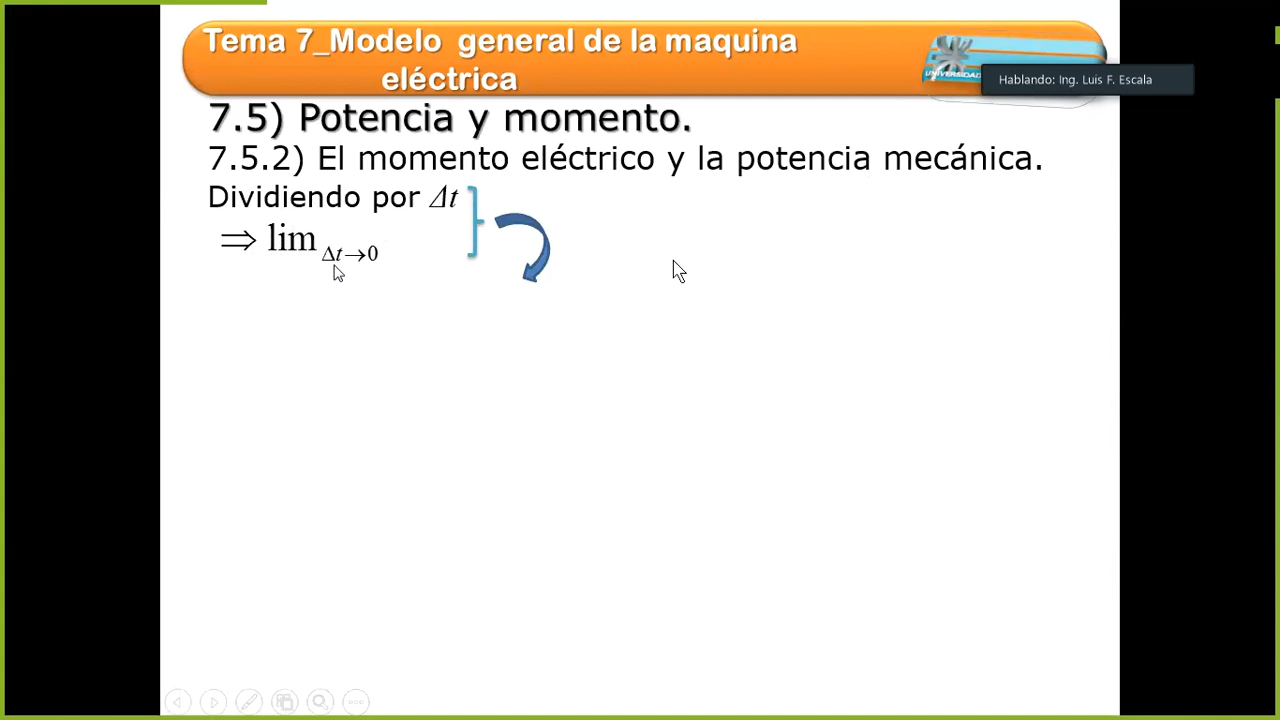 Tema 7_Modelo general de la maquina
eléctrica
UNIVERSIDAD
Hablando: Ing. Luis F. Escala
7.5) Potencia y momento.
7.5.2) El momento eléctrico y la potencia mecánica.
Dividiendo por Δt
⇒ lim Δt→0